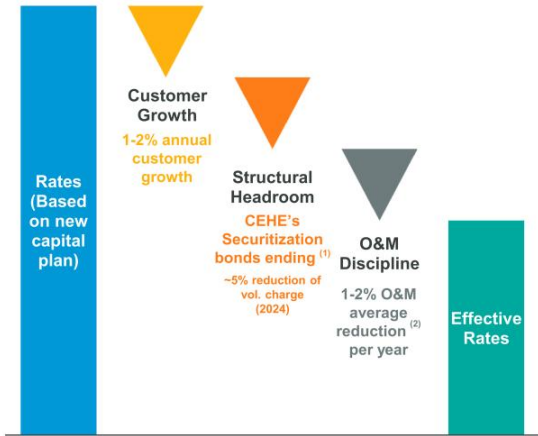 Rates
(Based
on new
capital
plan)
Customer
Growth
1-2% annual
customer
growth
Structural
Headroom
CEHE's
Securitization
bonds ending (1)
~5% reduction of
vol. charge
(2024)
O&M
Discipline
1-2% O&M
average
reduction (2)
per year
Effective
Rates